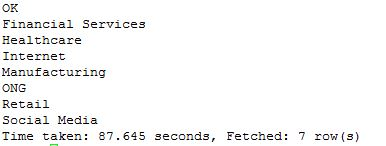 OK
Financial Services
Healthcare
Internet
Manufacturing
ONG
Retail
Social Media
Time taken: 87.645 seconds, Fetched: 7 row(s)